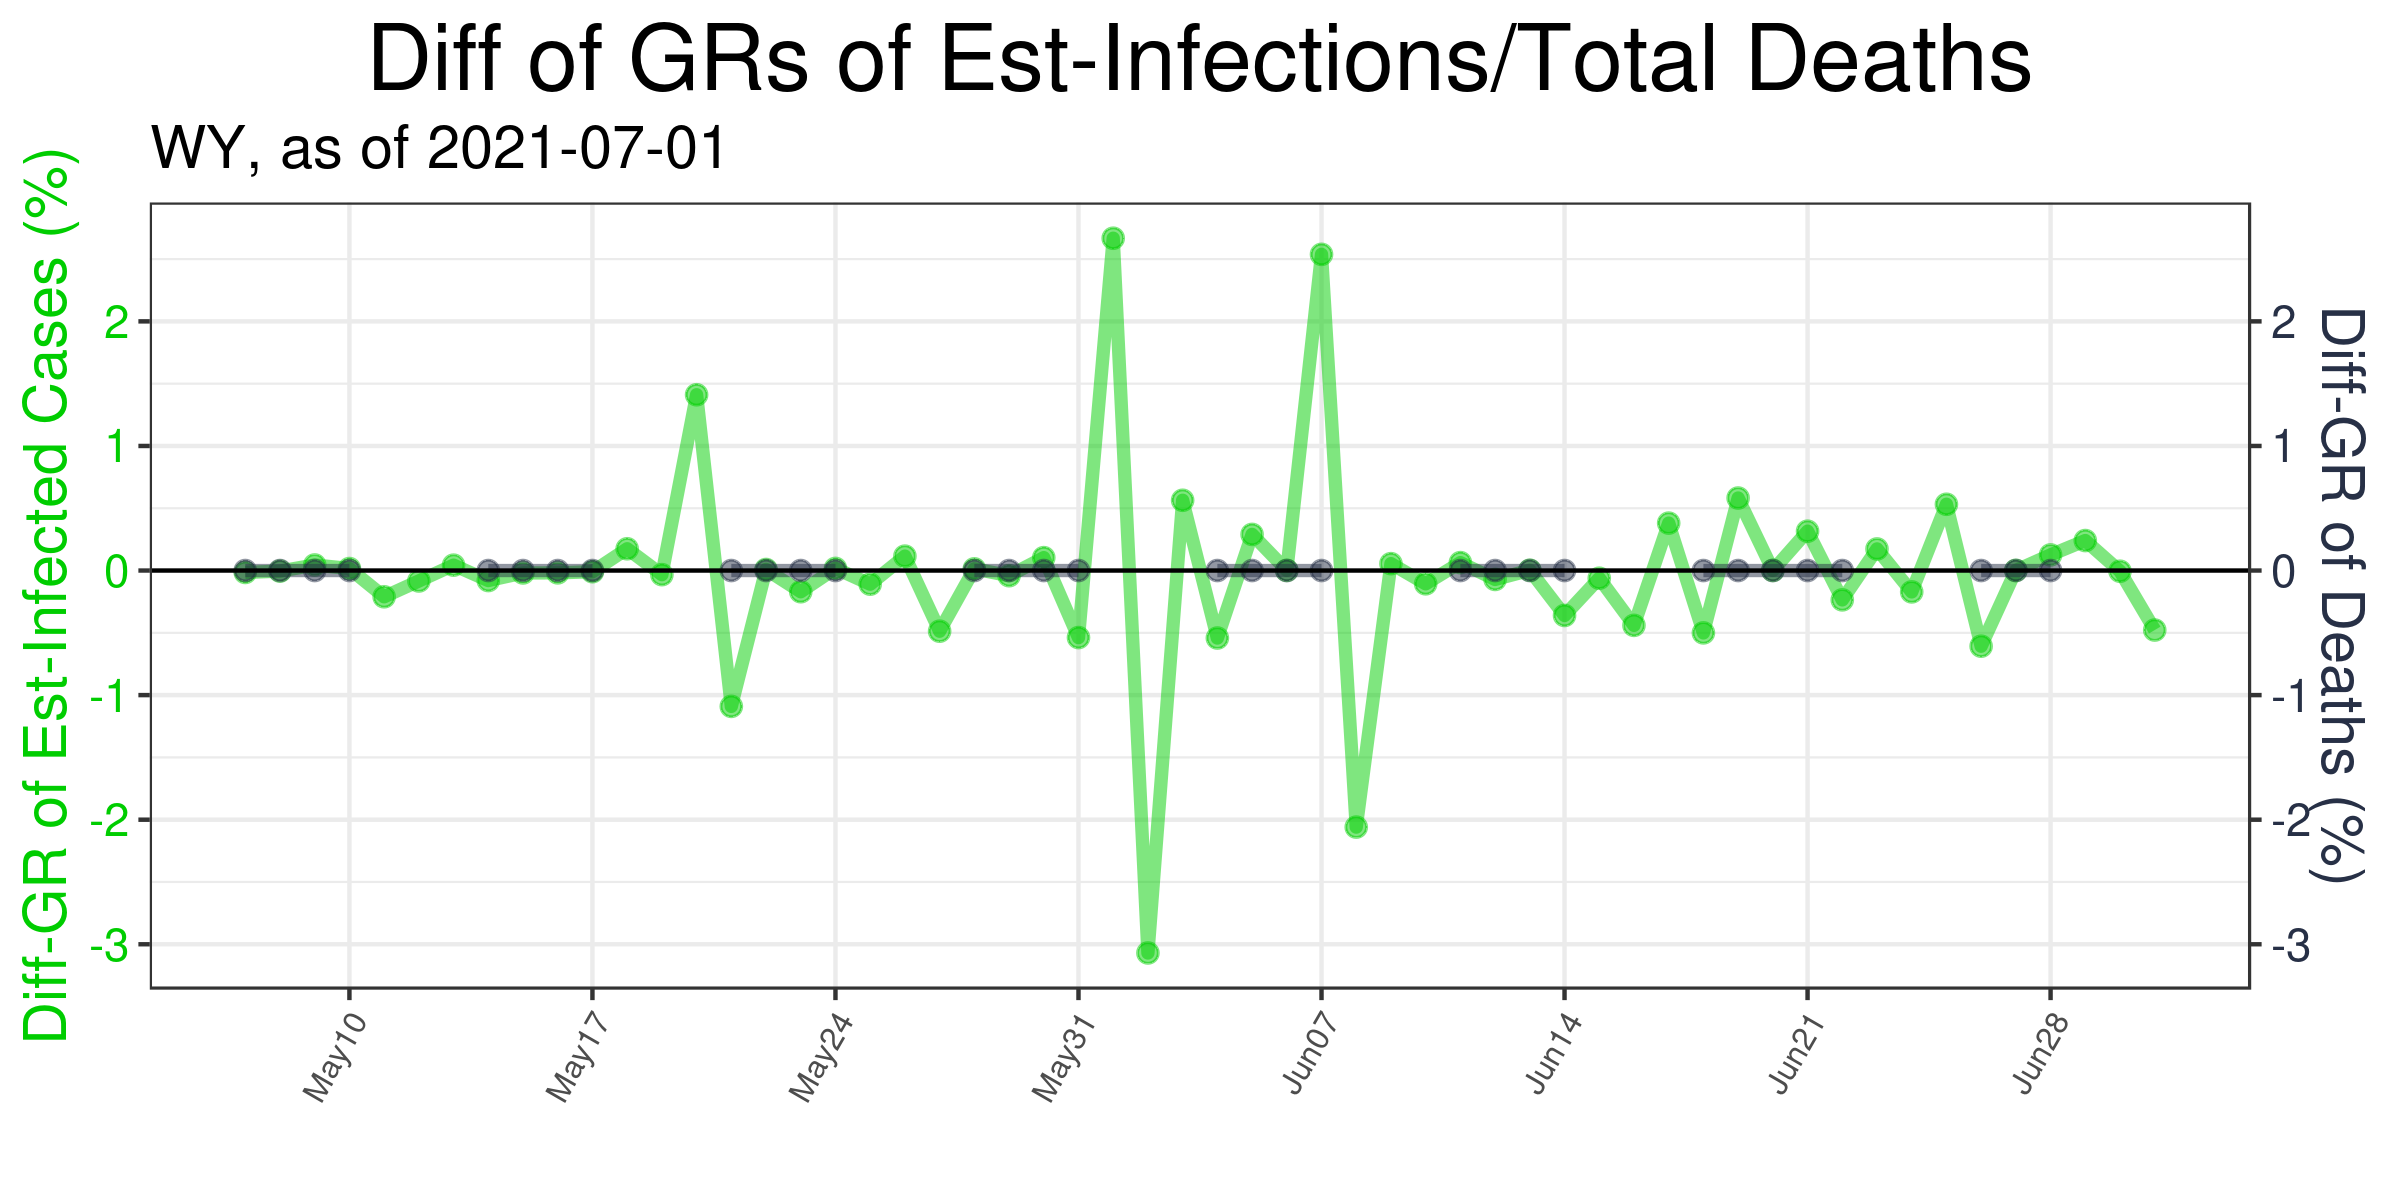 Diff of GRs of Est-Infections/Total Deaths
WY, as of 2021-07-01
Diff-GR of Est-Infected Cases (%)
2
1
0
-1
-2
-3
2
1
0
-1
-2
-3
Diff-GR of Deaths (%)
May10
May17
May24
May31
Jun07
Jun14
Jun21
Jun28